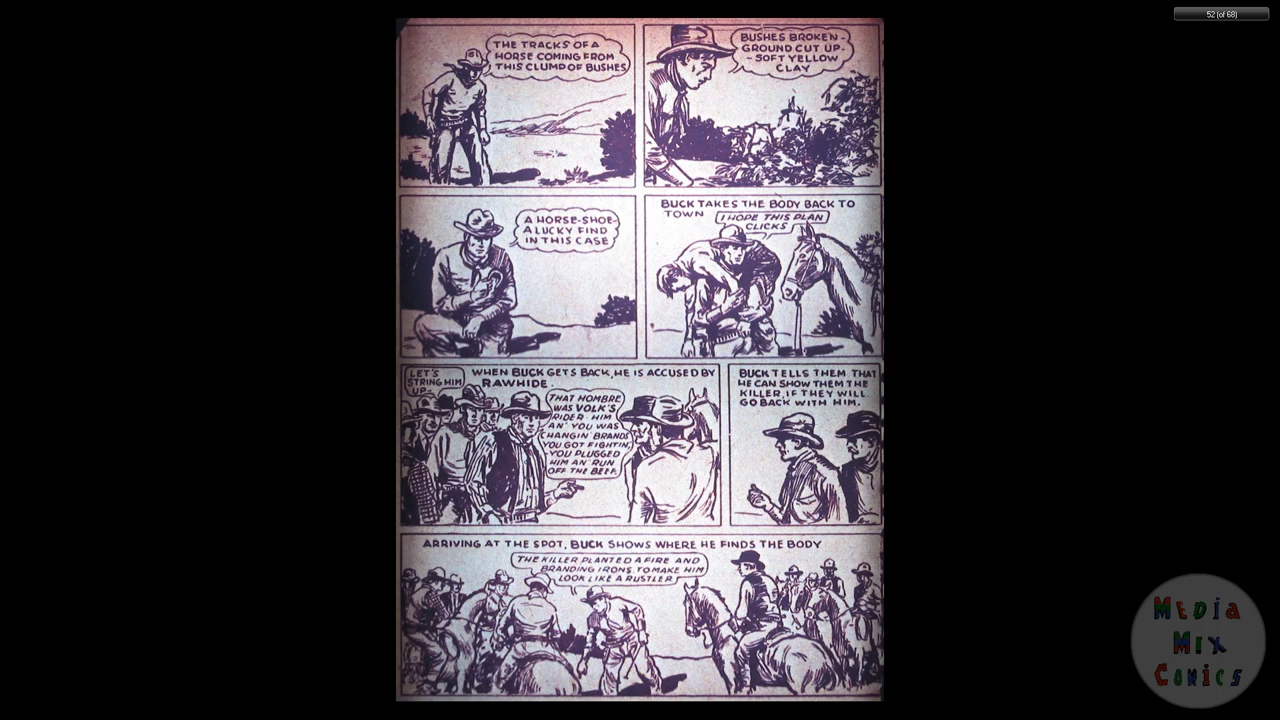 52 (of 68)
THE TRACKS OF A
HORSE COMING FROM
THIS CLUMP OF BUSHES
BUSHES BROKEN-
GROUND CUT UP-
-SOFT YELLOW
CLAY
A HORSE-SHOE-
A LUCKY FIND
IN THIS CASE
BUCK TAKES THE BODY BACK TO
TOWN
I HOPE THIS PLAN
CLICKS
LET'S
STRING HIM
UP-
WHEN BUCK GETS BACK, HE IS ACCUSED BY
RAWHIDE.
THAT HOMBRE
WAS VOLK'S
RIDER. HIM
AN' YOU WAS
CHANGIN' BRANDS
YOU GOT FIGHTIN'
YOU PLUGGED
HIM AN' RUN
OFF THE BEEF.
BUCK TELLS THEM THAT
HE CAN SHOW THEM THE
KILLER, IF THEY WILL
GO BACK WITH HIM.
ARRIVING AT THE SPOT, BUCK SHOWS WHERE HE FINDS THE BODY
THE KILLER PLANTED A FIRE AND
BRANDING IRONS, TO MAKE HIM
LOOK LIKE A RUSTLER
MEDiA
MiX
COMiCS